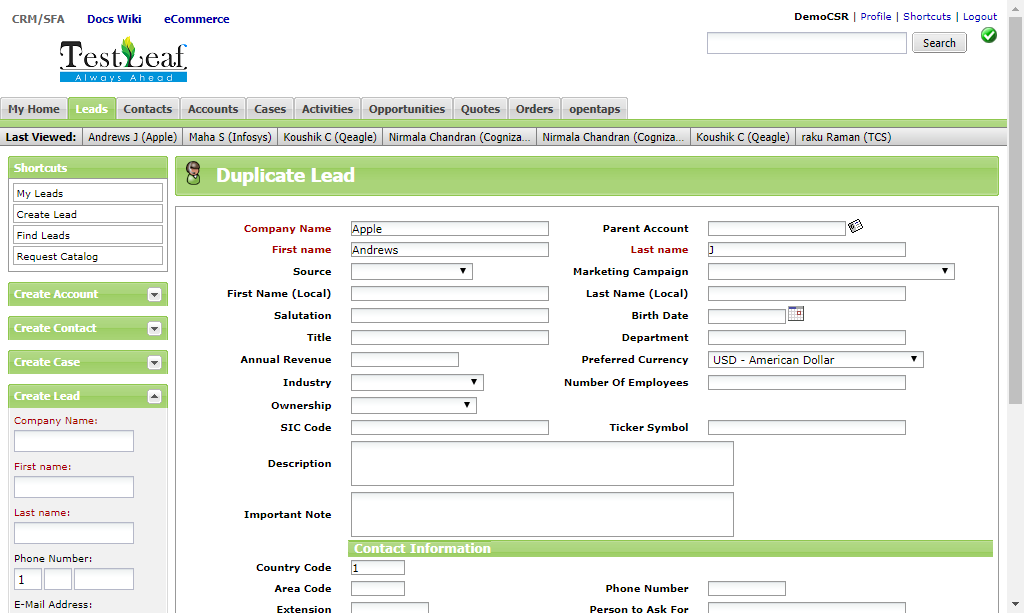 CRM/SFA Docs Wiki eCommerce
DemoCSR | Profile | Shortcuts | Logout
TestLeaf
Always Ahead
Search
My Home Leads Contacts Accounts Cases Activities Opportunities Quotes Orders opentaps
Last Viewed: Andrews J (Apple) Maha S (Infosys) Koushik C (Qeagle) Nirmala Chandran (Cogniza... Nirmala Chandran (Cogniza... Koushik C (Qeagle) raku Raman (TCS)
Shortcuts
My Leads
Create Lead
Find Leads
Request Catalog
Create Account
Create Contact
Create Case
Create Lead
Company Name:
First name:
Last name:
Phone Number:
1
E-Mail Address:
Duplicate Lead
Company Name Apple Parent Account
First name Andrews Last name J
Source Marketing Campaign
First Name (Local) Last Name (Local)
Salutation Birth Date
Title Department
Annual Revenue Preferred Currency USD - American Dollar
Industry Number Of Employees
Ownership
SIC Code Ticker Symbol
Description
Important Note
Contact Information
Country Code 1
Area Code Phone Number
Extension Person to Ask For